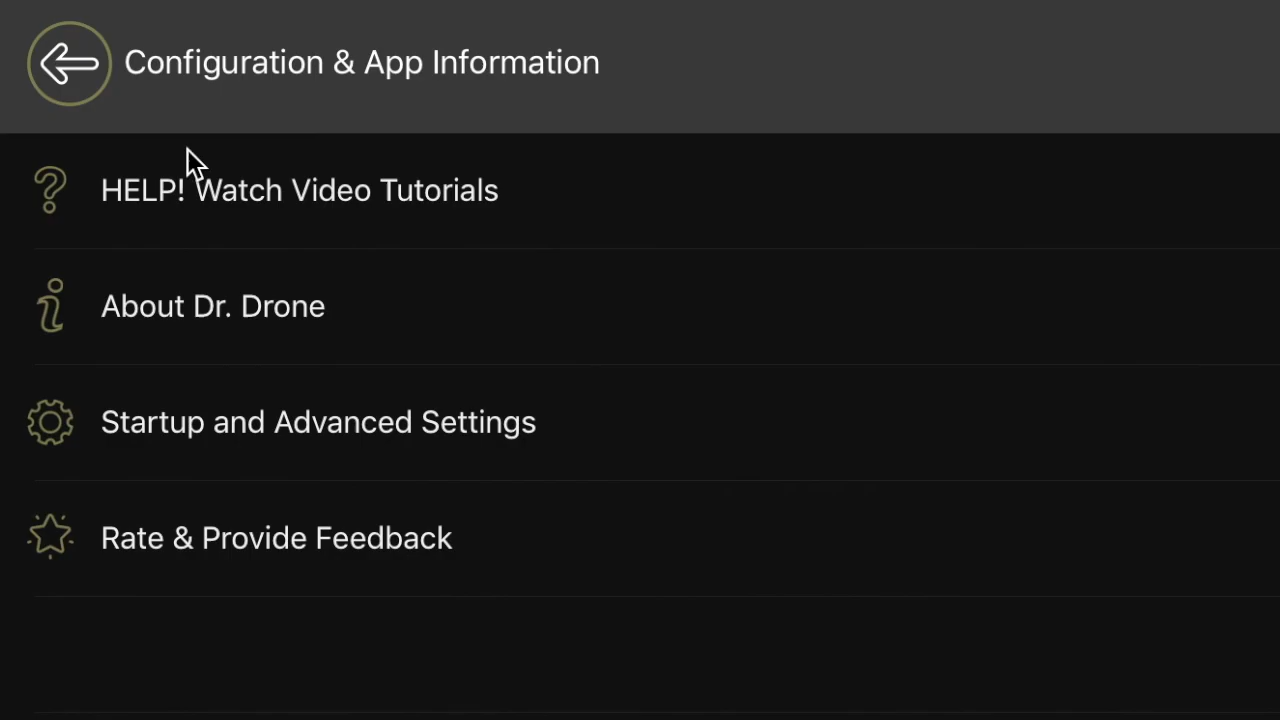 Configuration & App Information
HELP! Watch Video Tutorials
About Dr. Drone
Startup and Advanced Settings
Rate & Provide Feedback